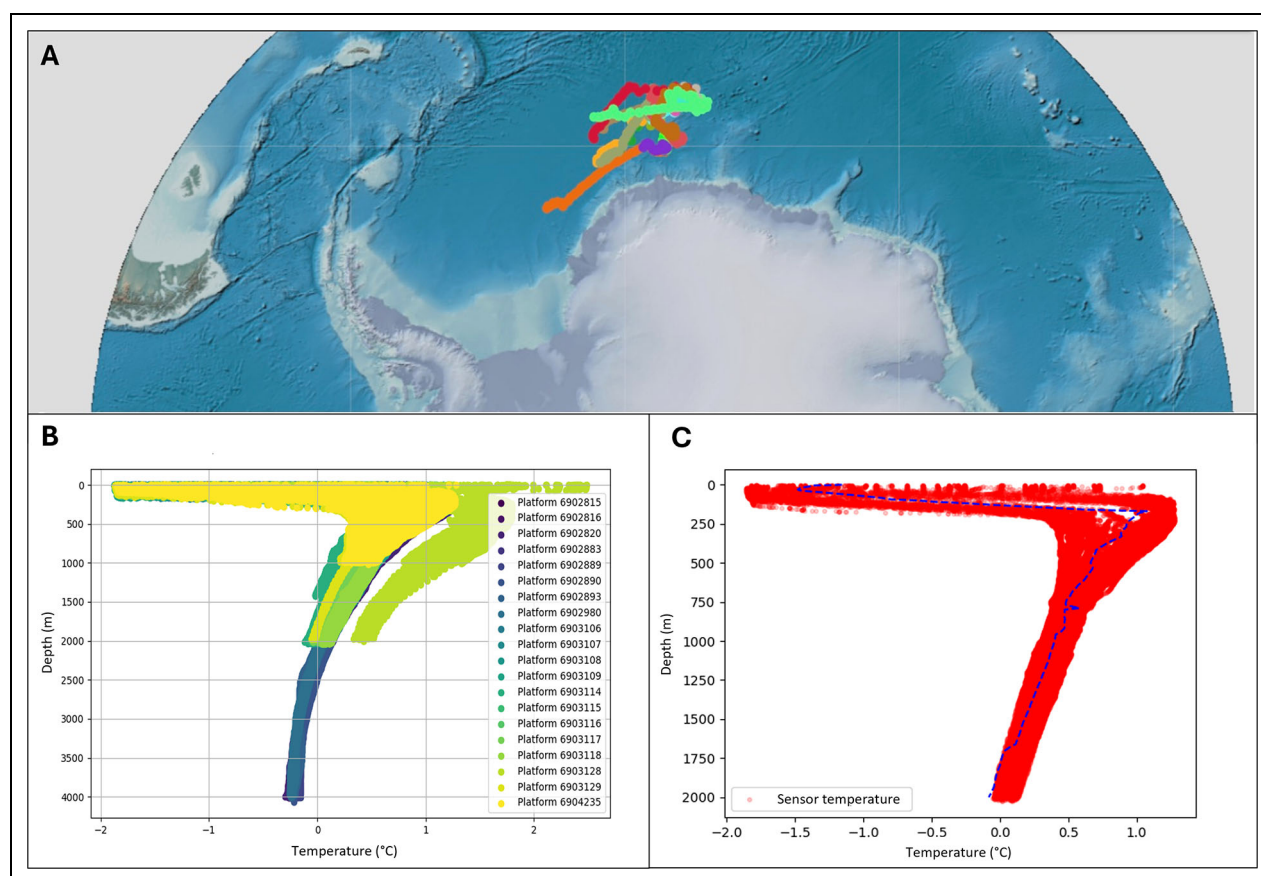 A
B
0
500
1000
1500
2000
2500
3000
3500
4000
Depth (m)
−2
−1
0
1
2
Temperature (°C)
Platform 6902815
Platform 6902816
Platform 6902820
Platform 6902883
Platform 6902889
Platform 6902890
Platform 6902893
Platform 6902980
Platform 6903106
Platform 6903107
Platform 6903108
Platform 6903109
Platform 6903114
Platform 6903115
Platform 6903116
Platform 6903117
Platform 6903118
Platform 6903128
Platform 6903129
Platform 6904235
C
0
250
500
750
1000
1250
1500
1750
2000
Depth (m)
Sensor temperature
−2.0
−1.5
−1.0
−0.5
0.0
0.5
1.0
Temperature (°C)